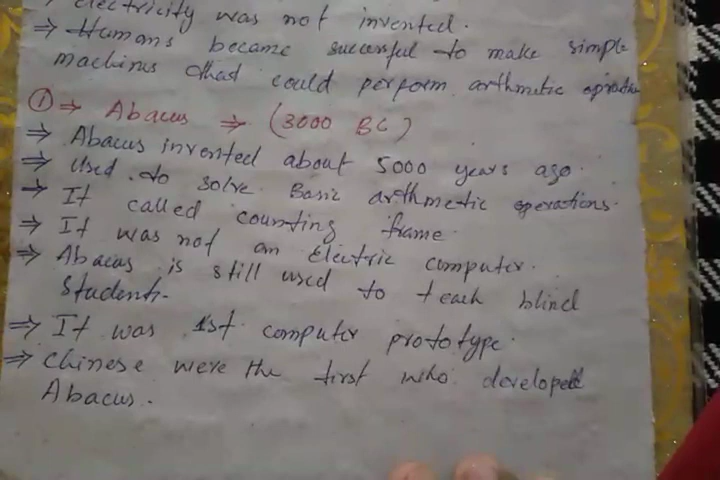 ⇒ electricity was not invented.
⇒ Humans became successful to make simple
machines that could perform arthmetic opration
① ⇒ Abacus ⇒ (3000 BC)
⇒ Abacus invented about 5000 years ago.
⇒ Used to solve Basic arthmetic operations.
⇒ It called counting frame.
⇒ It was not an Electric computer.
⇒ Abacus is still used to teach blind
Students.
⇒ It was 1st computer prototype.
⇒ Chinese were the first who developed
Abacus.